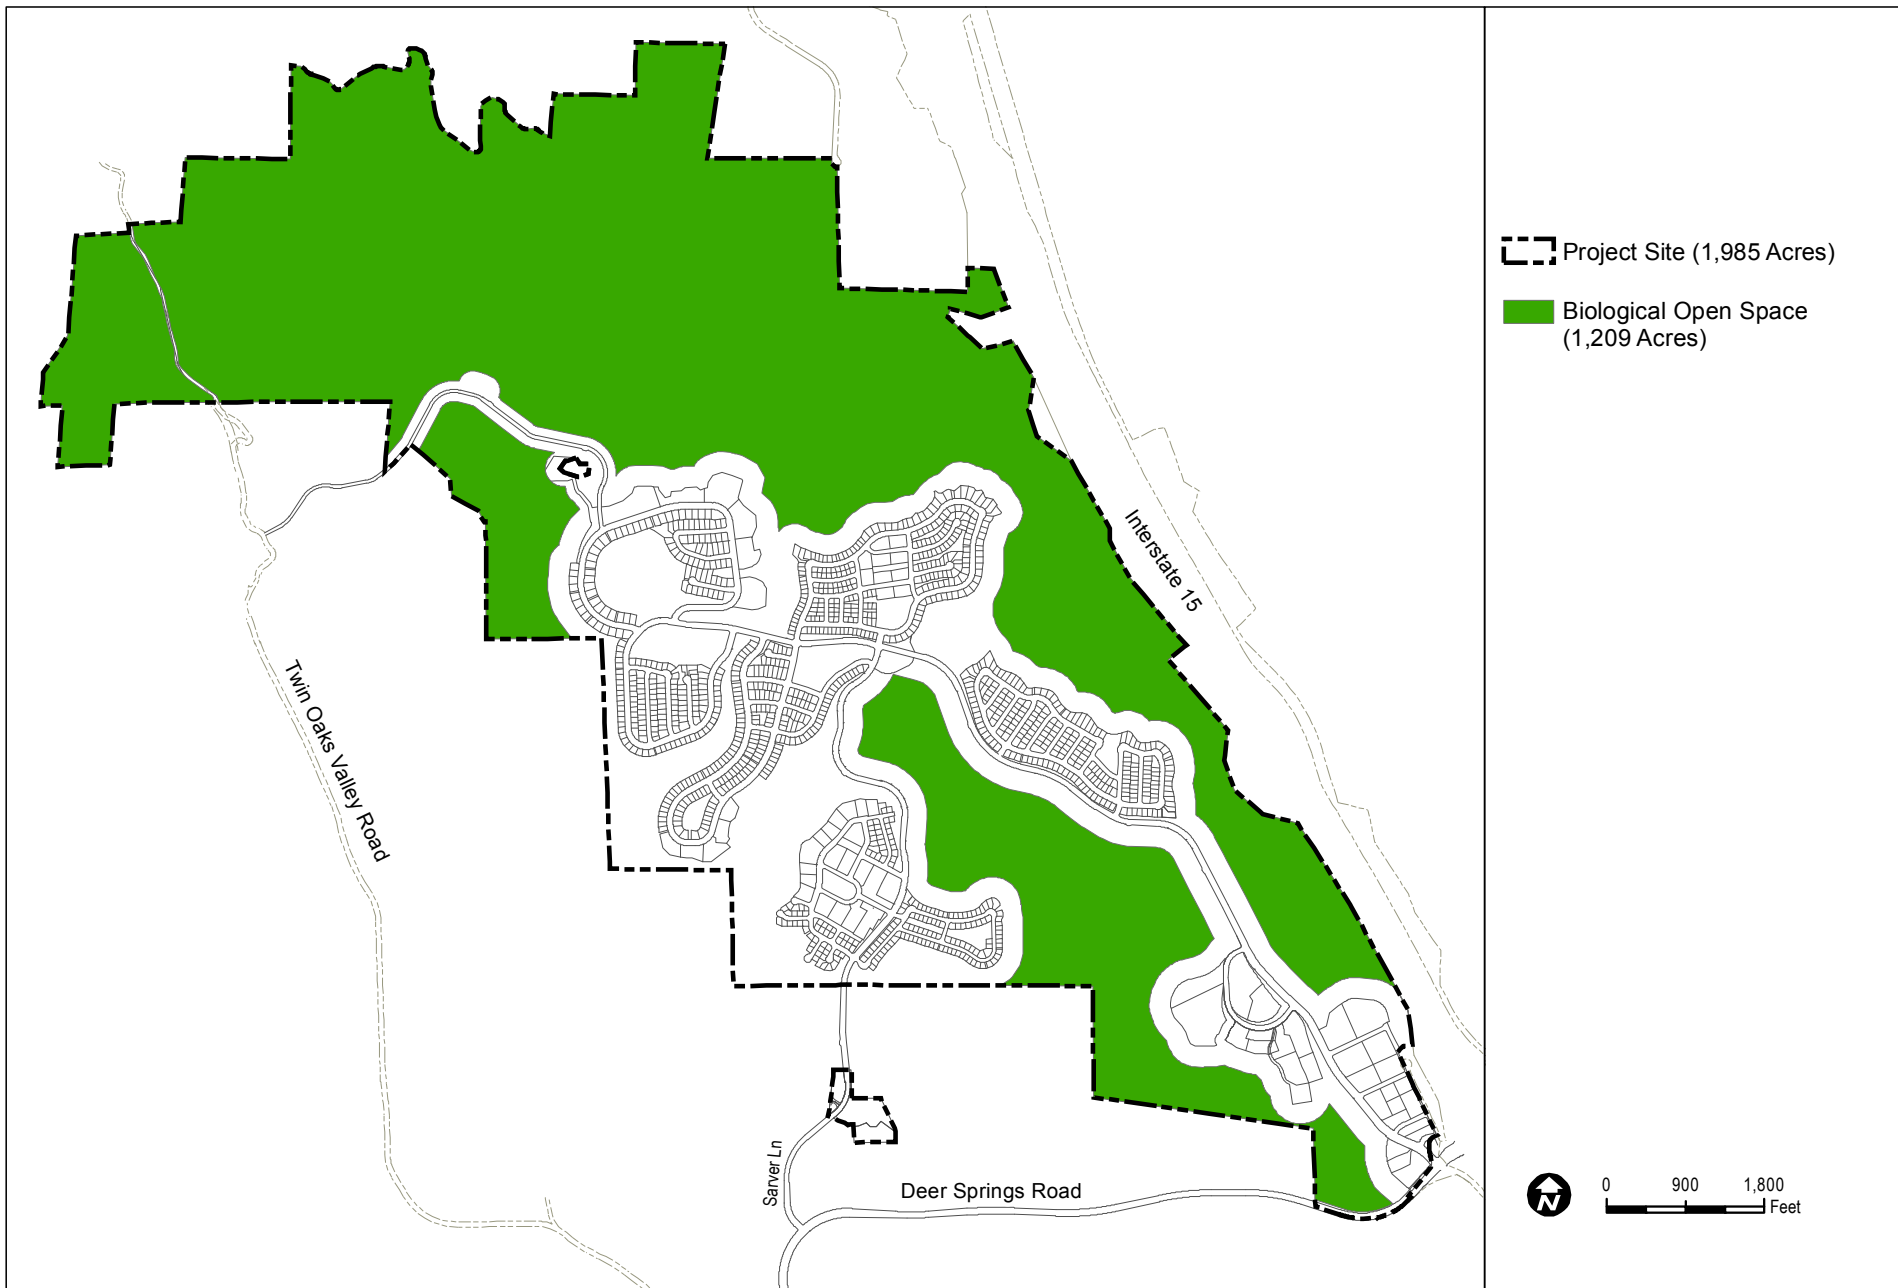 Project Site (1,985 Acres)
Biological Open Space
(1,209 Acres)
Interstate 15
Twin Oaks Valley Road
Sarver Ln
Deer Springs Road
N
0 900 1,800
Feet